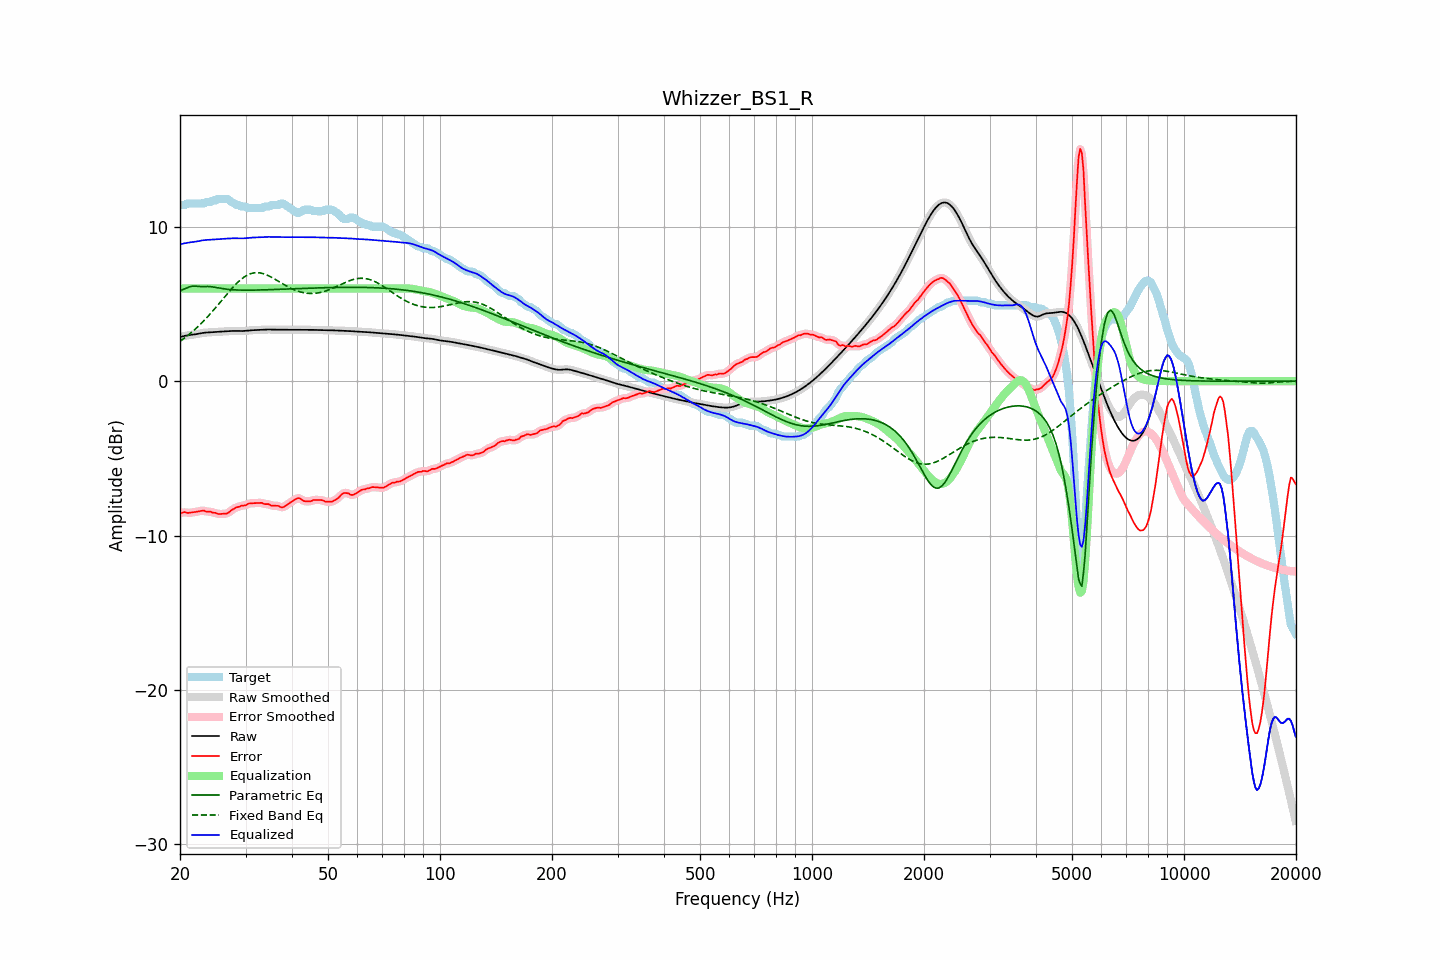 Whizzer_BS1_R
Amplitude (dBr)
10
0
−10
−20
−30
Target
Raw Smoothed
Error Smoothed
Raw
Error
Equalization
Parametric Eq
Fixed Band Eq
Equalized
20 50 100 200 500 1000 2000 5000 10000 20000
Frequency (Hz)